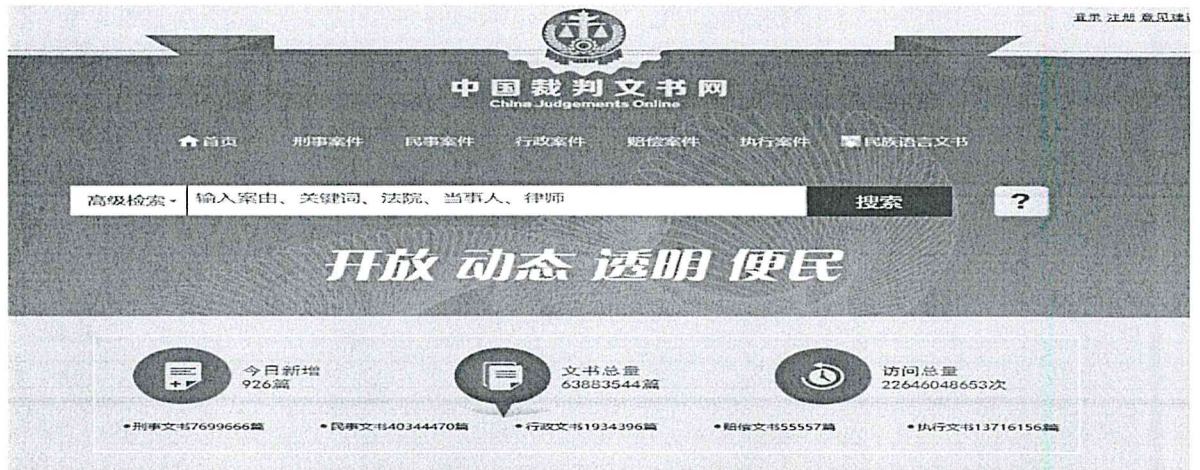 登录 注册 意见建议
中国裁判文书网
China Judgements Online
首页 刑事案件 民事案件 行政案件 赔偿案件 执行案件 民族语言文书
高级检索 输入案由、关键词、法院、当事人、律师 搜索 ?
开放 动态 透明 便民
今日新增 文书总量 访问总量
926篇 63883544篇 22646048653次
•刑事文书7699666篇 •民事文书40344470篇 •行政文书1934396篇 •赔偿文书55557篇 •执行文书13716156篇